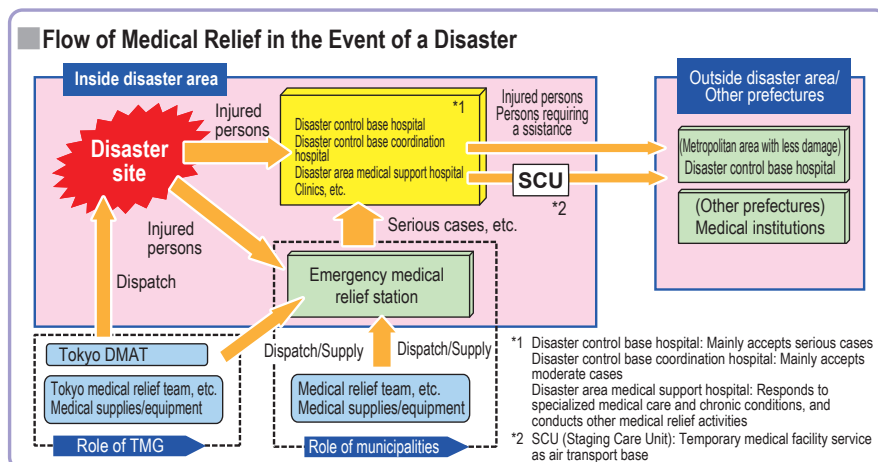 Flow of Medical Relief in the Event of a Disaster
Inside disaster area
Disaster
site
Injured
persons
*1
Disaster control base hospital
Disaster control base coordination
hospital
Disaster area medical support hospital
Clinics, etc.
Injured persons
Persons requiring
a sistance
SCU
*2
Outside disaster area/
Other prefectures
(Metropolitan area with less damage)
Disaster control base hospital
(Other prefectures)
Medical institutions
Injured
persons
Serious cases, etc.
Dispatch
Emergency medical
relief station
Dispatch/Supply
Dispatch/Supply
Tokyo DMAT
Tokyo medical relief team, etc.
Medical supplies/equipment
Role of TMG
Medical relief team, etc.
Medical supplies/equipment
Role of municipalities
*1 Disaster control base hospital: Mainly accepts serious cases
Disaster control base coordination hospital: Mainly accepts
moderate cases
Disaster area medical support hospital: Responds to
specialized medical care and chronic conditions, and
conducts other medical relief activities
*2 SCU (Staging Care Unit): Temporary medical facility service
as air transport base